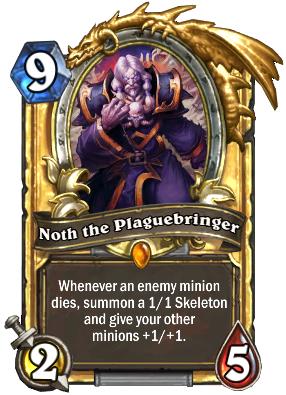 9
Noth the Plaguebringer
Whenever an enemy minion
dies, summon a 1/1 Skeleton
and give your other
minions +1/+1.
2
5